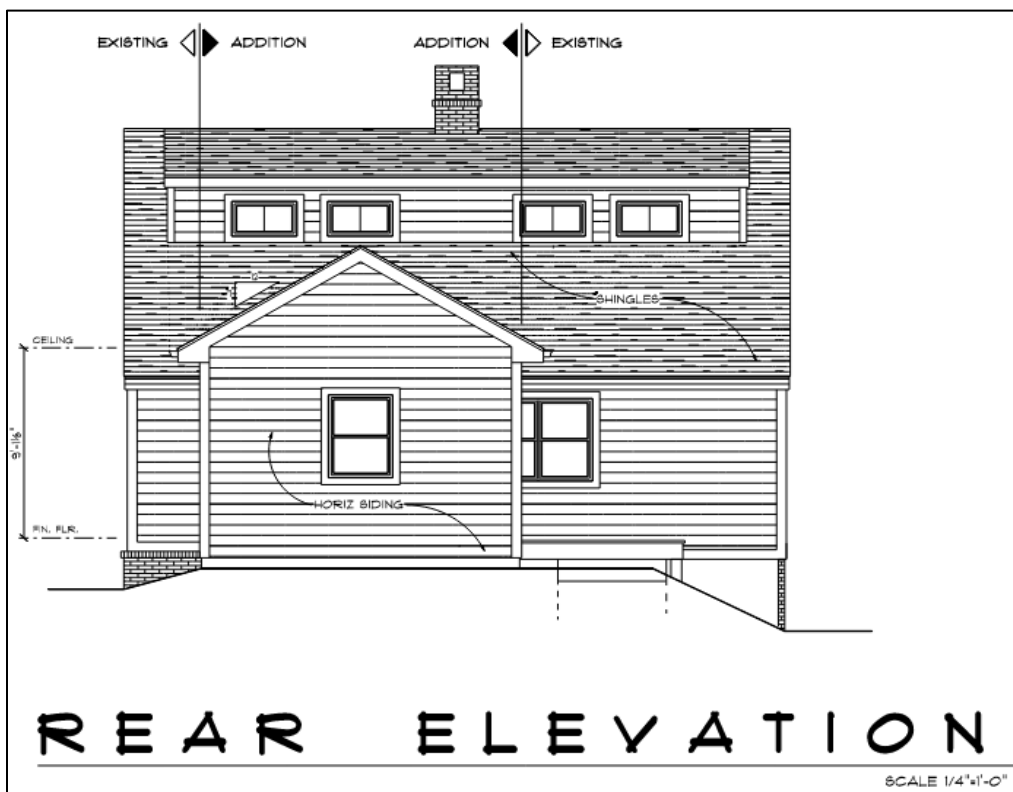 EXISTING ADDITION ADDITION EXISTING
12
SHINGLES
CEILING
9'-1 1/8"
HORIZ SIDING
FIN. FLR.
REAR ELEVATION
SCALE 1/4"=1'-0"